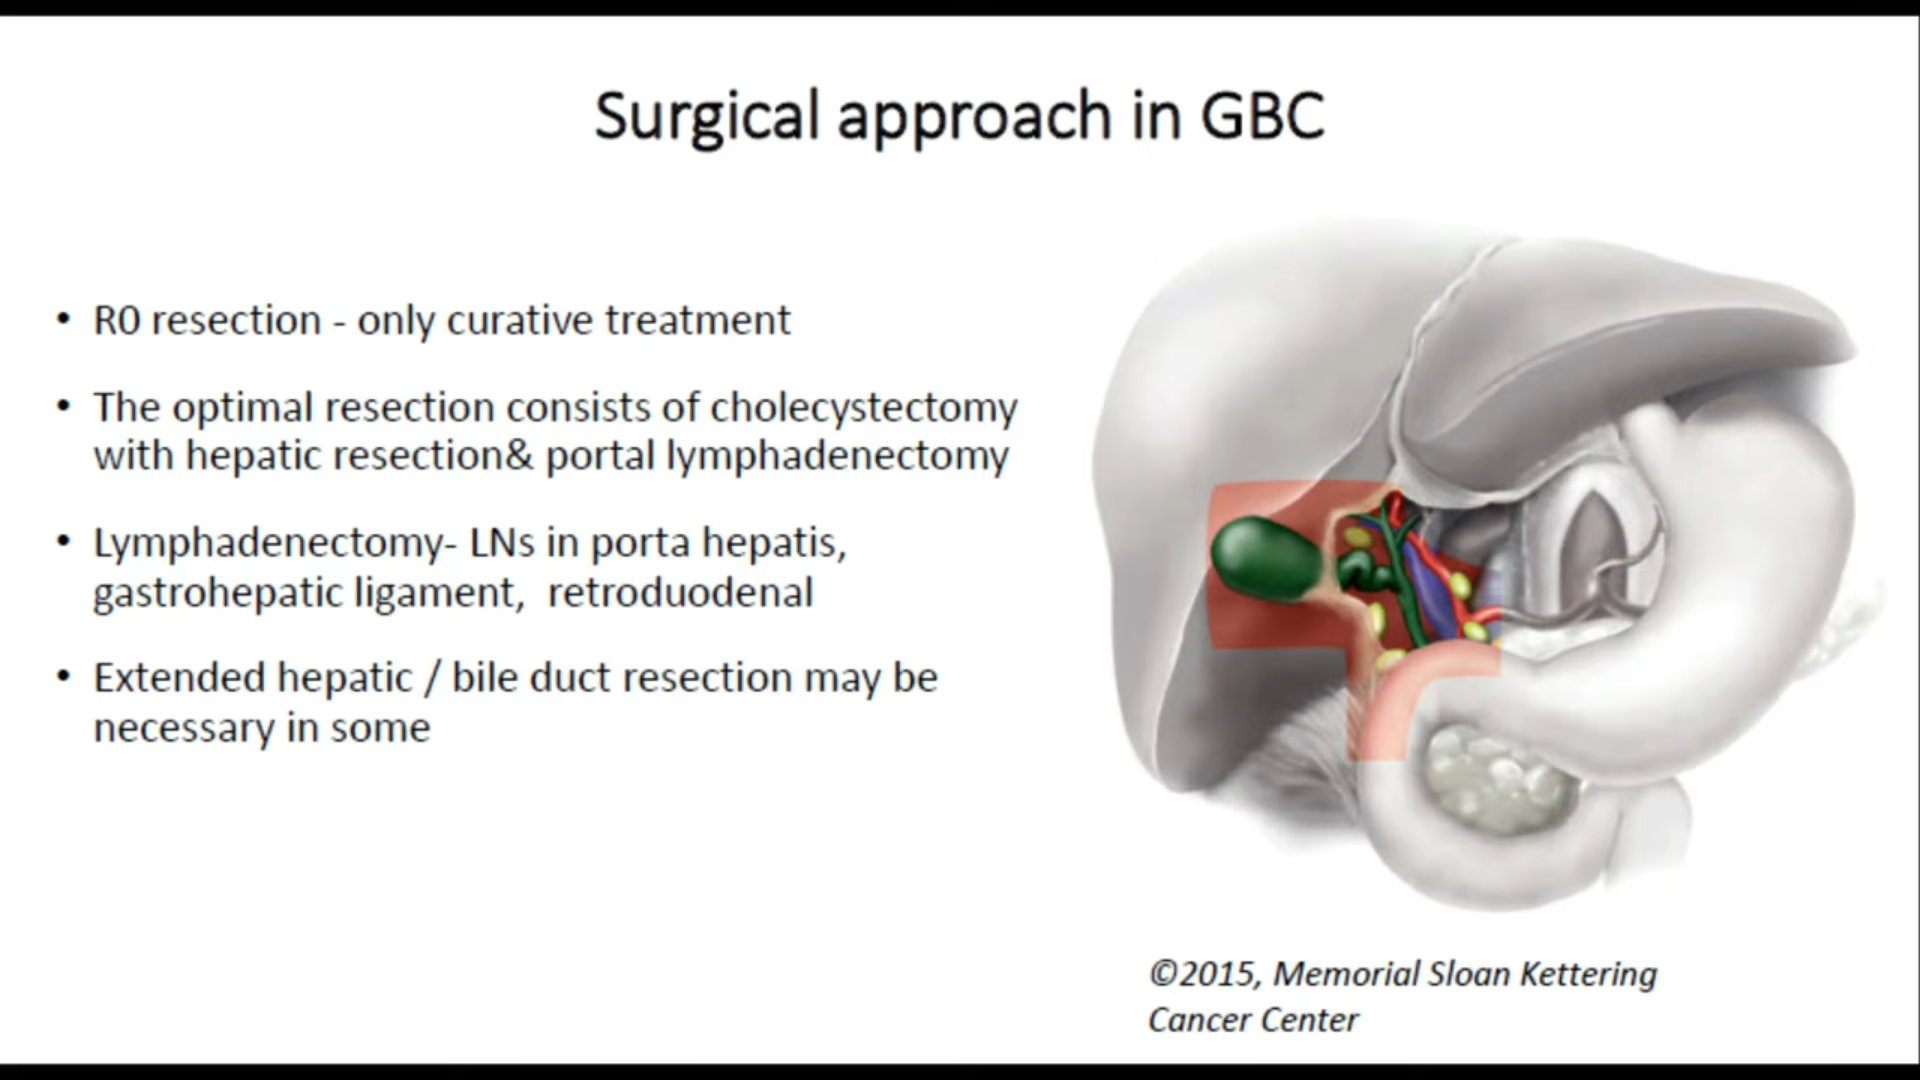 Surgical approach in GBC
• R0 resection - only curative treatment
• The optimal resection consists of cholecystectomy
with hepatic resection& portal lymphadenectomy
• Lymphadenectomy- LNs in porta hepatis,
gastrohepatic ligament,  retroduodenal
• Extended hepatic / bile duct resection may be
necessary in some
©2015, Memorial Sloan Kettering
Cancer Center